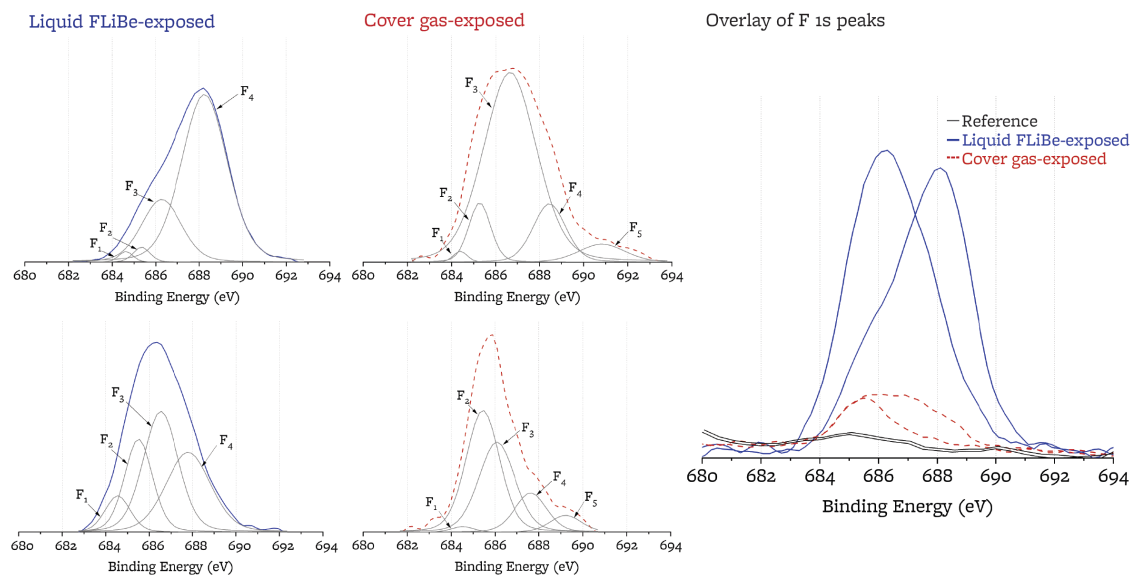 Liquid FLiBe-exposed
Cover gas-exposed
Overlay of F 1s peaks
F4
F3
F2
F1
680 682 684 686 688 690 692 694
Binding Energy (eV)
F3
F2
F4
F1
F5
680 682 684 686 688 690 692 694
Binding Energy (eV)
F3
F2
F4
F1
680 682 684 686 688 690 692 694
Binding Energy (eV)
F2
F3
F4
F1
F5
680 682 684 686 688 690 692 694
Binding Energy (eV)
Reference
Liquid FLiBe-exposed
Cover gas-exposed
680 682 684 686 688 690 692 694
Binding Energy (eV)